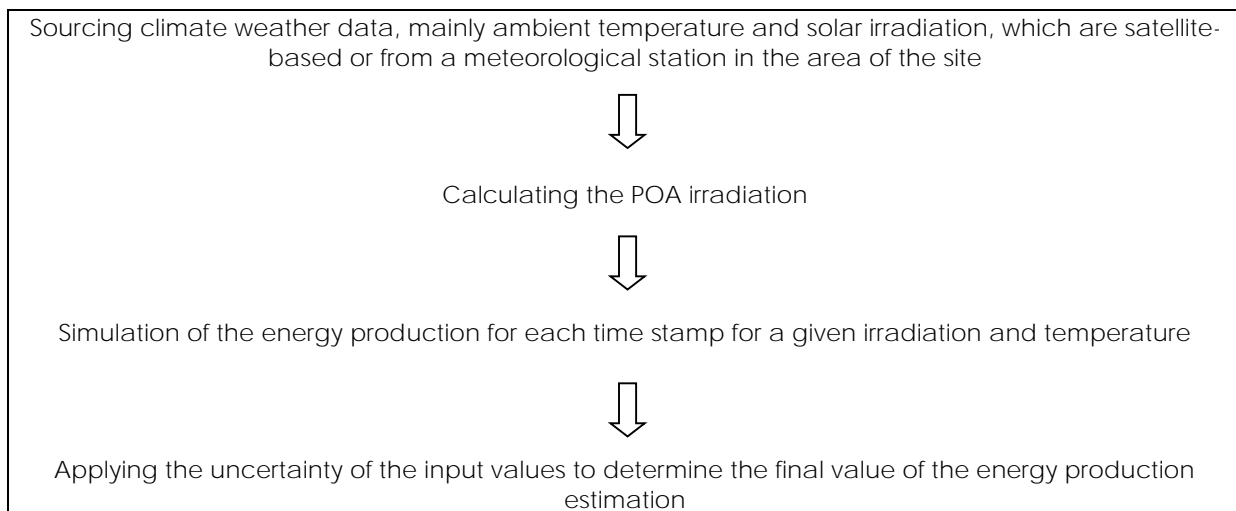 Sourcing climate weather data, mainly ambient temperature and solar irradiation, which are satellite-
based or from a meteorological station in the area of the site
Calculating the POA irradiation
Simulation of the energy production for each time stamp for a given irradiation and temperature
Applying the uncertainty of the input values to determine the final value of the energy production
estimation